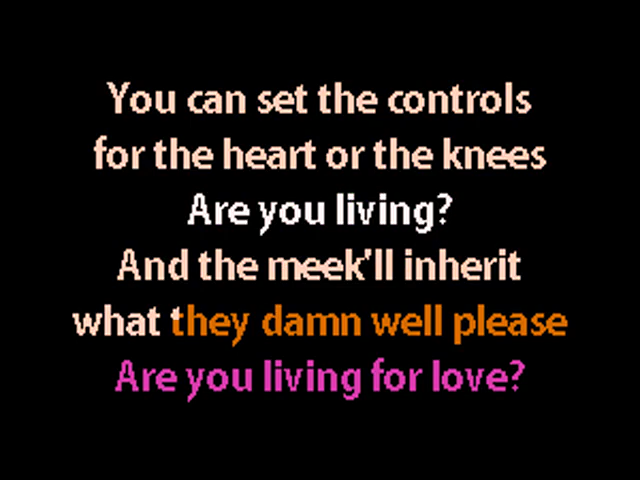 You can set the controls
for the heart or the knees
Are you living?
And the meek'll inherit
what they damn well please
Are you living for love?